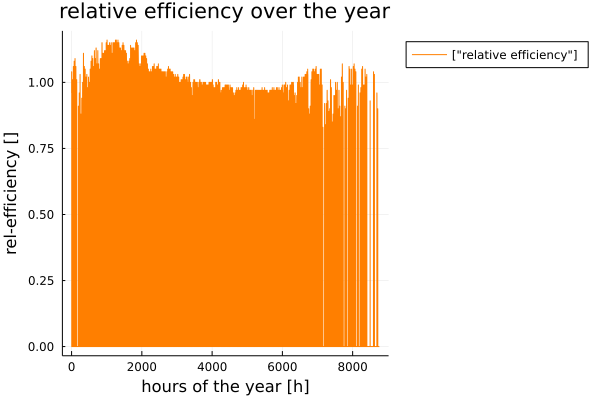 relative efficiency over the year
["relative efficiency"]
rel-efficiency []
1.00
0.75
0.50
0.25
0.00
0 2000 4000 6000 8000
hours of the year [h]